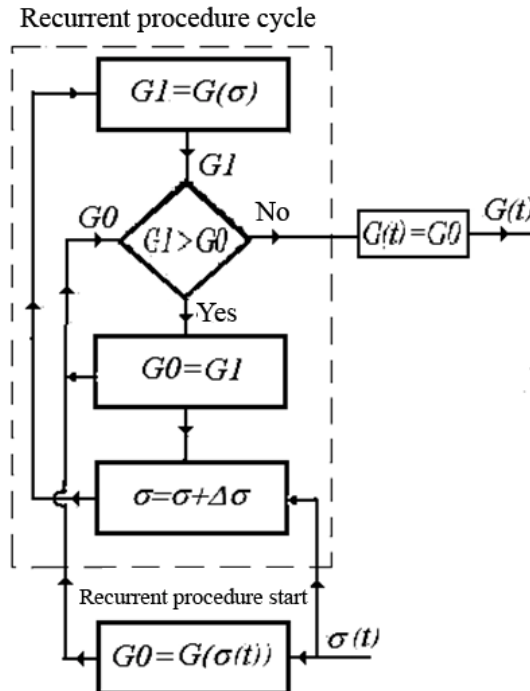 Recurrent procedure cycle
G1=G(σ)
G1
G0
No
G(t)
G1>G0
G(t)=G0
Yes
G0=G1
σ=σ+Δσ
Recurrent procedure start
G0=G(σ(t))
σ(t)